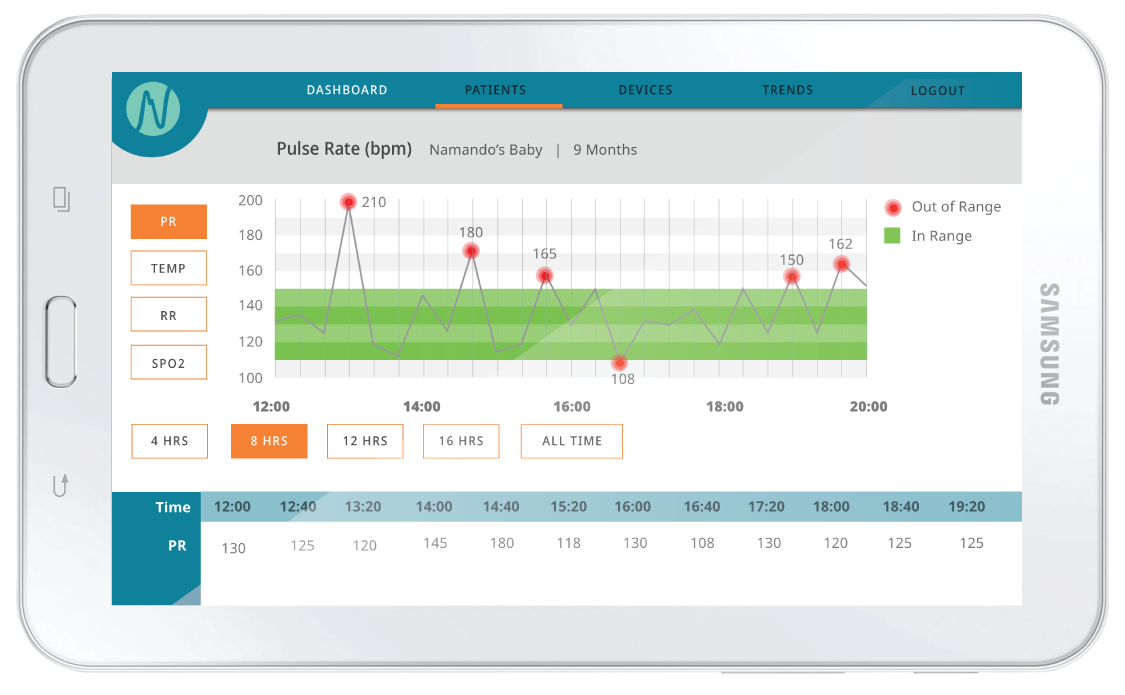 DASHBOARD PATIENTS DEVICES TRENDS LOGOUT
N
Pulse Rate (bpm) Namando’s Baby | 9 Months
PR
TEMP
RR
SPO2
200
180
160
140
120
100
210
180
165
108
150
162
Out of Range
In Range
12:00 14:00 16:00 18:00 20:00
4 HRS 8 HRS 12 HRS 16 HRS ALL TIME
Time 12:00 12:40 13:20 14:00 14:40 15:20 16:00 16:40 17:20 18:00 18:40 19:20
PR 130 125 120 145 180 118 130 108 130 120 125 125
SAMSUNG